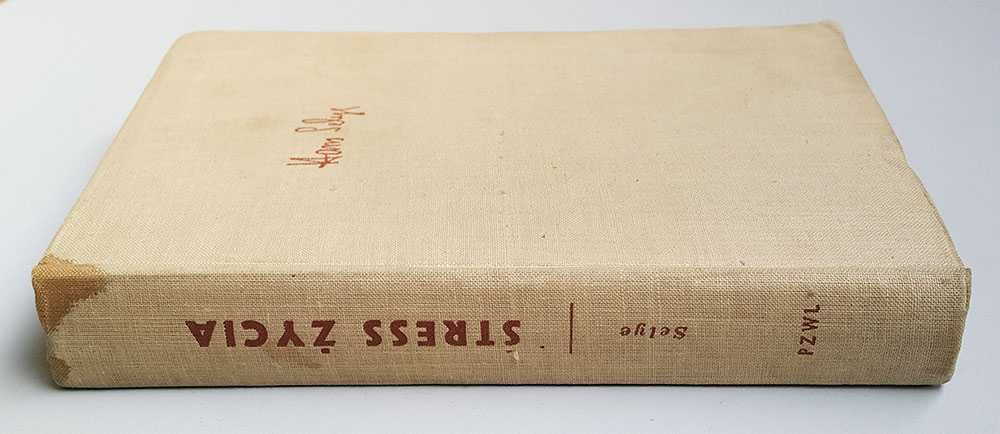 Hans Selye
Selye
STRESS ŻYCIA
PZWL